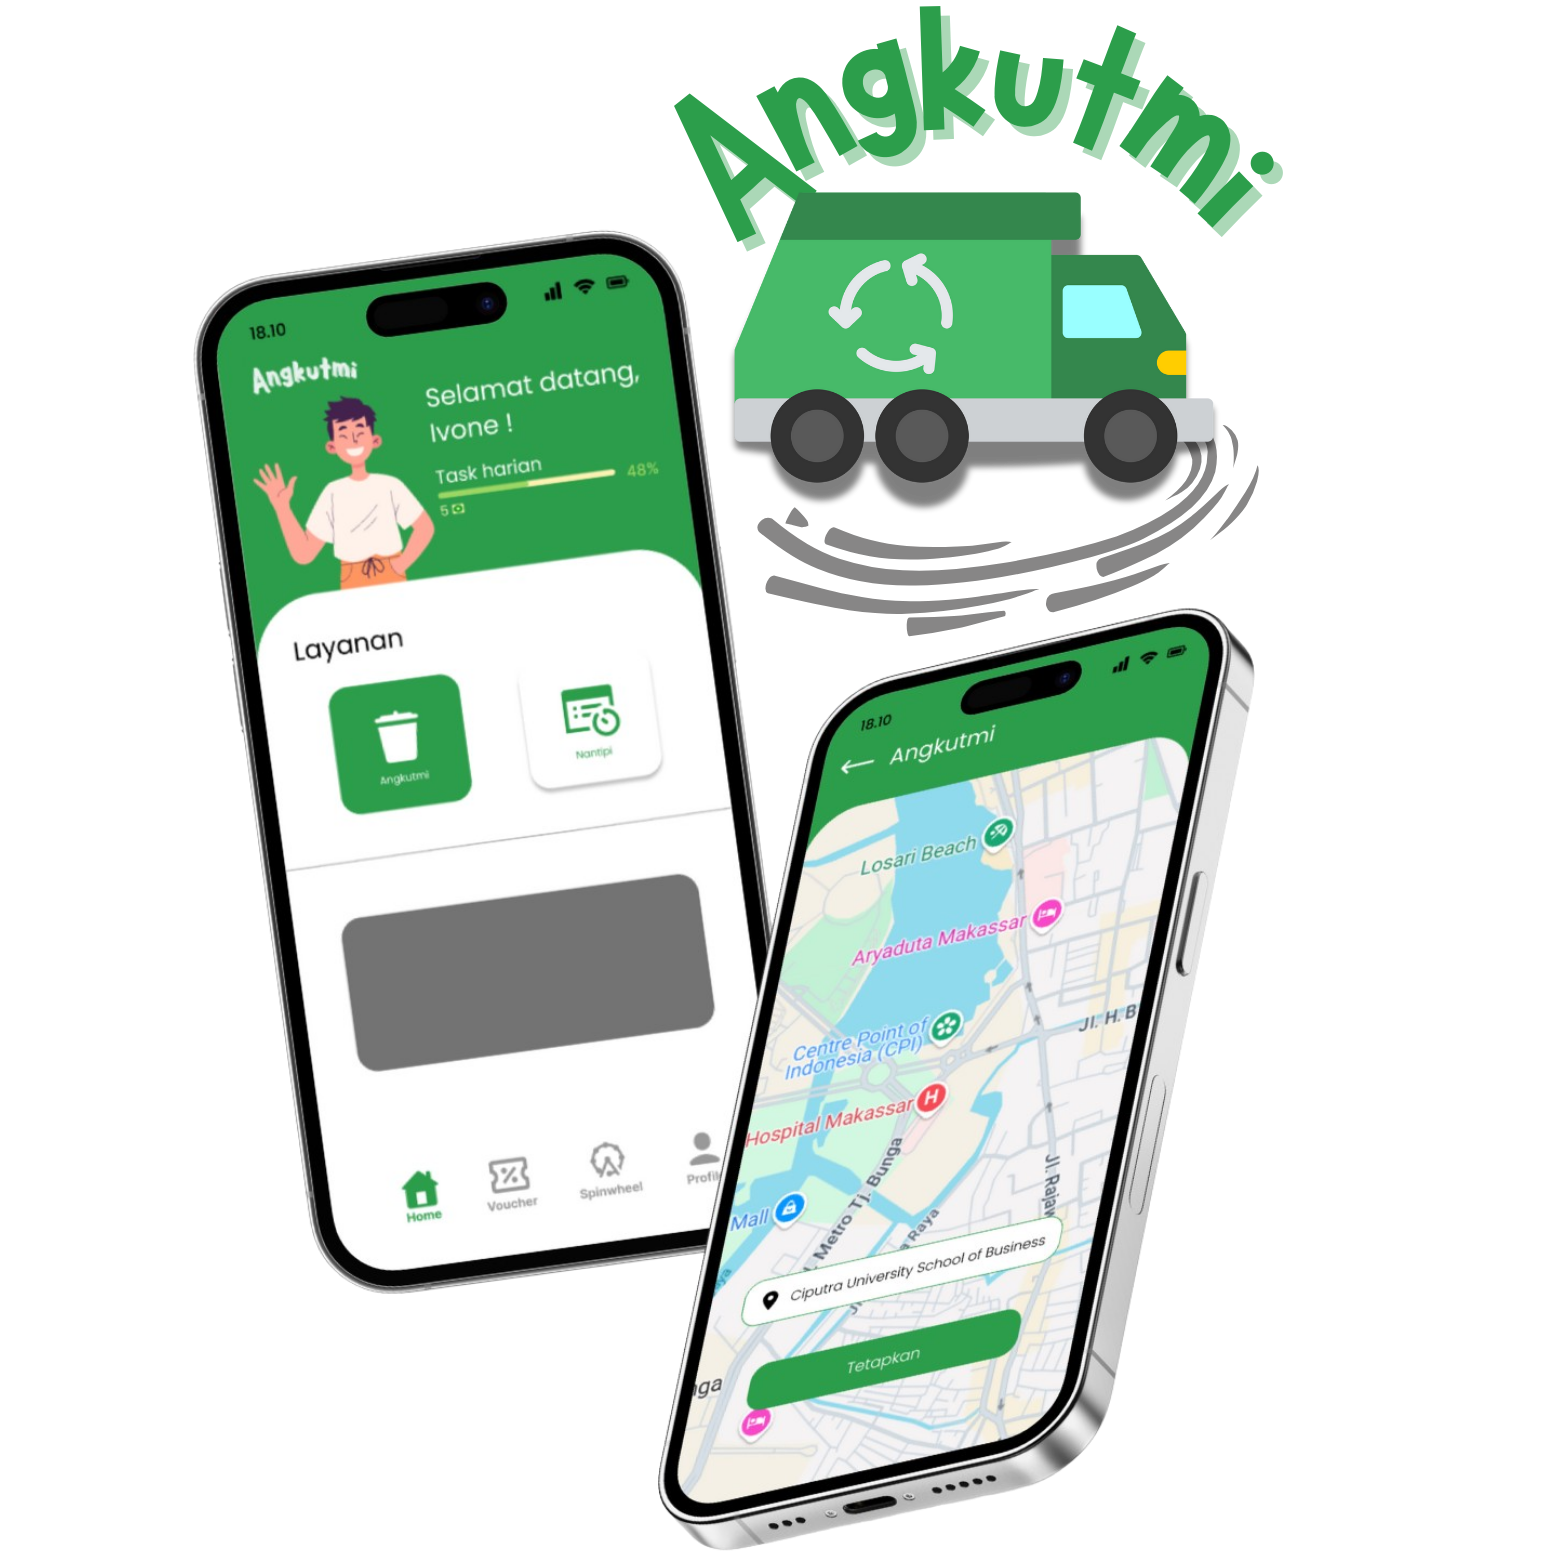 Angkutmi
18.10
Angkutmi
Selamat datang,
Ivone !
Task harian
48%
5
Layanan
Angkutmi
Nantipi
Home
Voucher
Spinwheel
18.10
Angkutmi
Losari Beach
Aryaduta Makassar
Centre Point of
Indonesia (CPI)
Jl. H. B
Hospital Makassar
H
Metro Tj. Bunga
Jl. Rajaw
Mall
Raya
Ciputra University School of Business
Tetapkan
nga